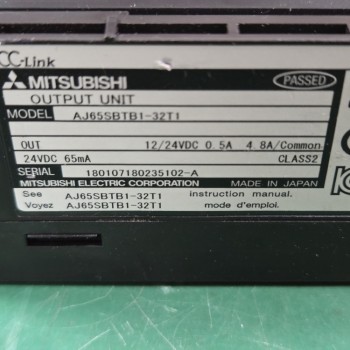 CC-Link
MITSUBISHI
PASSED
OUTPUT UNIT
MODEL AJ65SBTB1-32T1
OUT 12/24VDC 0.5A 4.8A/Common
24VDC 65mA CLASS2
SERIAL 180107180235102-A
MITSUBISHI ELECTRIC CORPORATION MADE IN JAPAN
See AJ65SBTB1-32T1 instruction manual.
Voyez AJ65SBTB1-32T1 mode d'emploi.